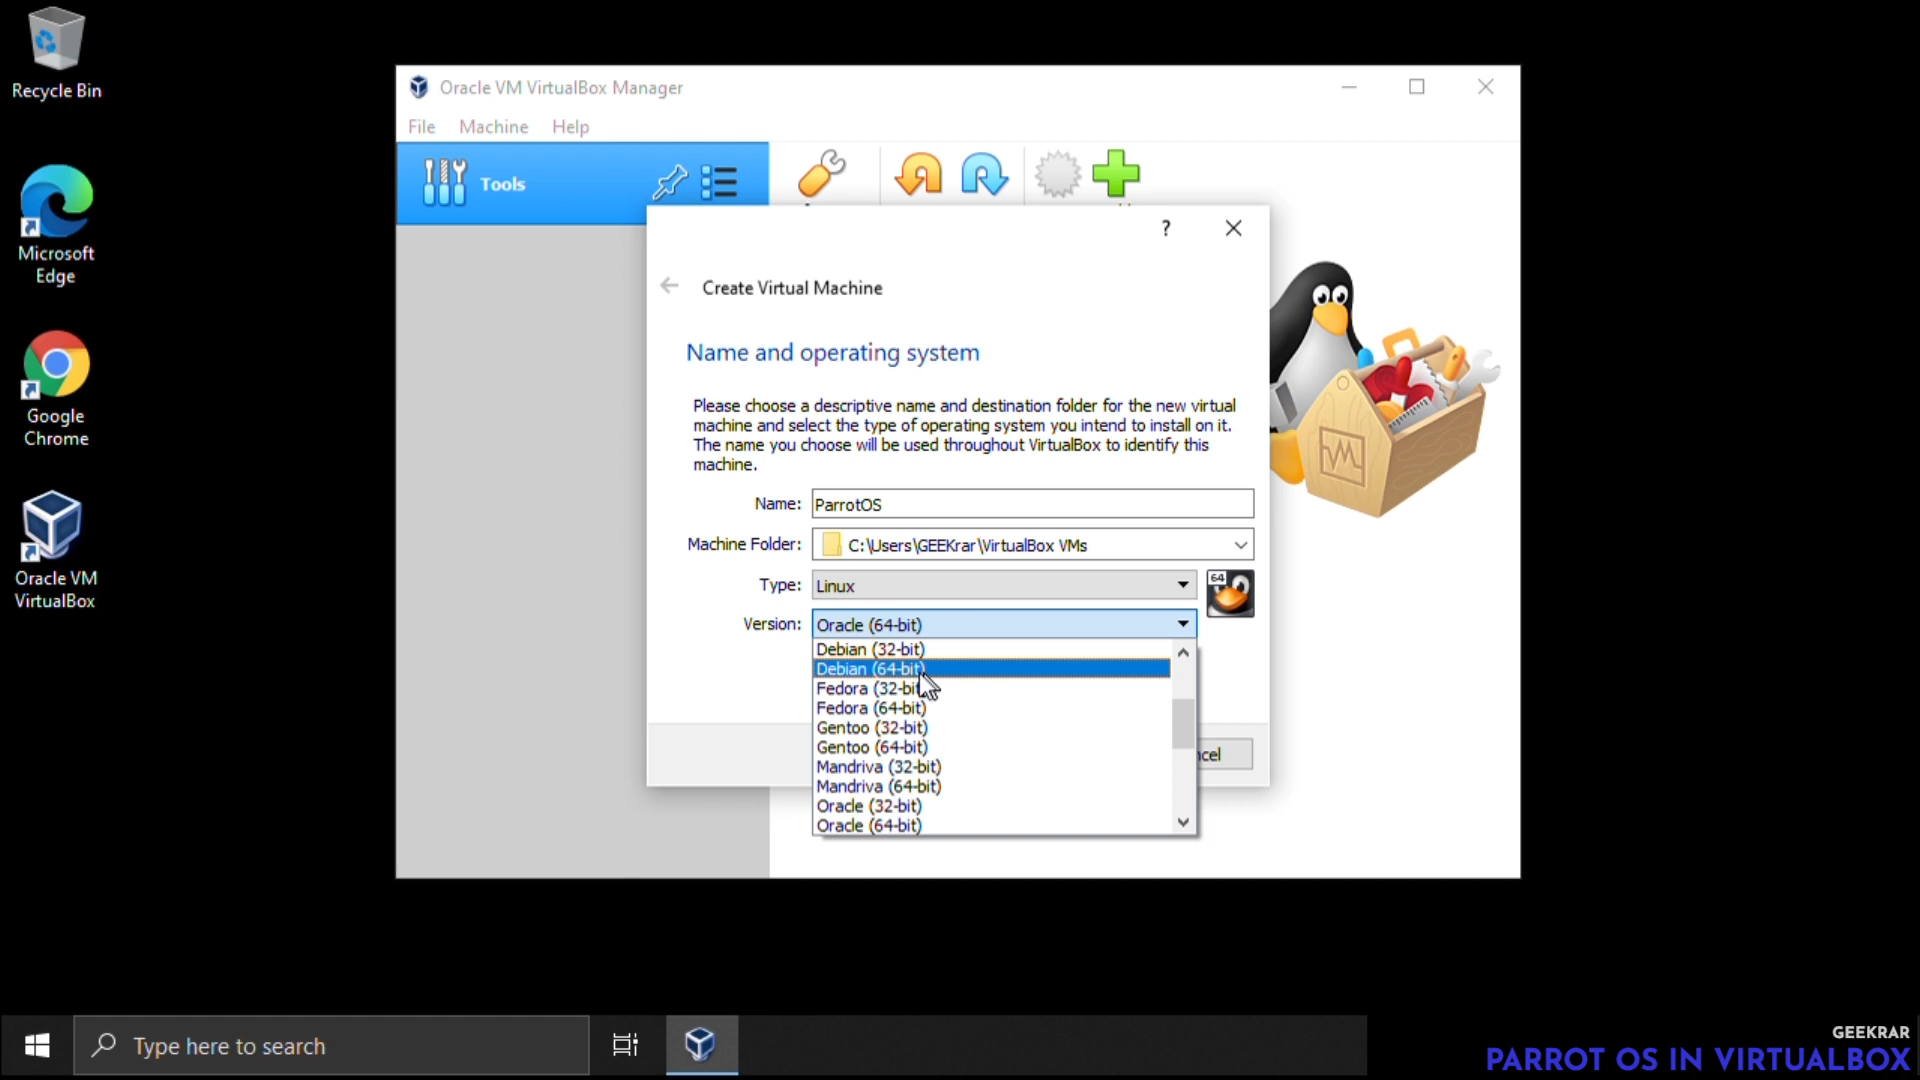 Recycle Bin
Microsoft
Edge
Google
Chrome
Oracle VM
VirtualBox
Oracle VM VirtualBox Manager
File Machine Help
Tools
?
Create Virtual Machine
Name and operating system
Please choose a descriptive name and destination folder for the new virtual
machine and select the type of operating system you intend to install on it.
The name you choose will be used throughout VirtualBox to identify this
machine.
Name: ParrotOS
Machine Folder: C:\Users\GEEKrar\VirtualBox VMs
Type: Linux
64
Version: Oracle (64-bit)
Debian (32-bit)
Debian (64-bit)
Fedora (32-bit
Fedora (64-bit)
Gentoo (32-bit)
Gentoo (64-bit)
Mandriva (32-bit)
Mandriva (64-bit)
Oracle (32-bit)
Oracle (64-bit)
Type here to search
GEEKRAR
PARROT OS IN VIRTUALBOX